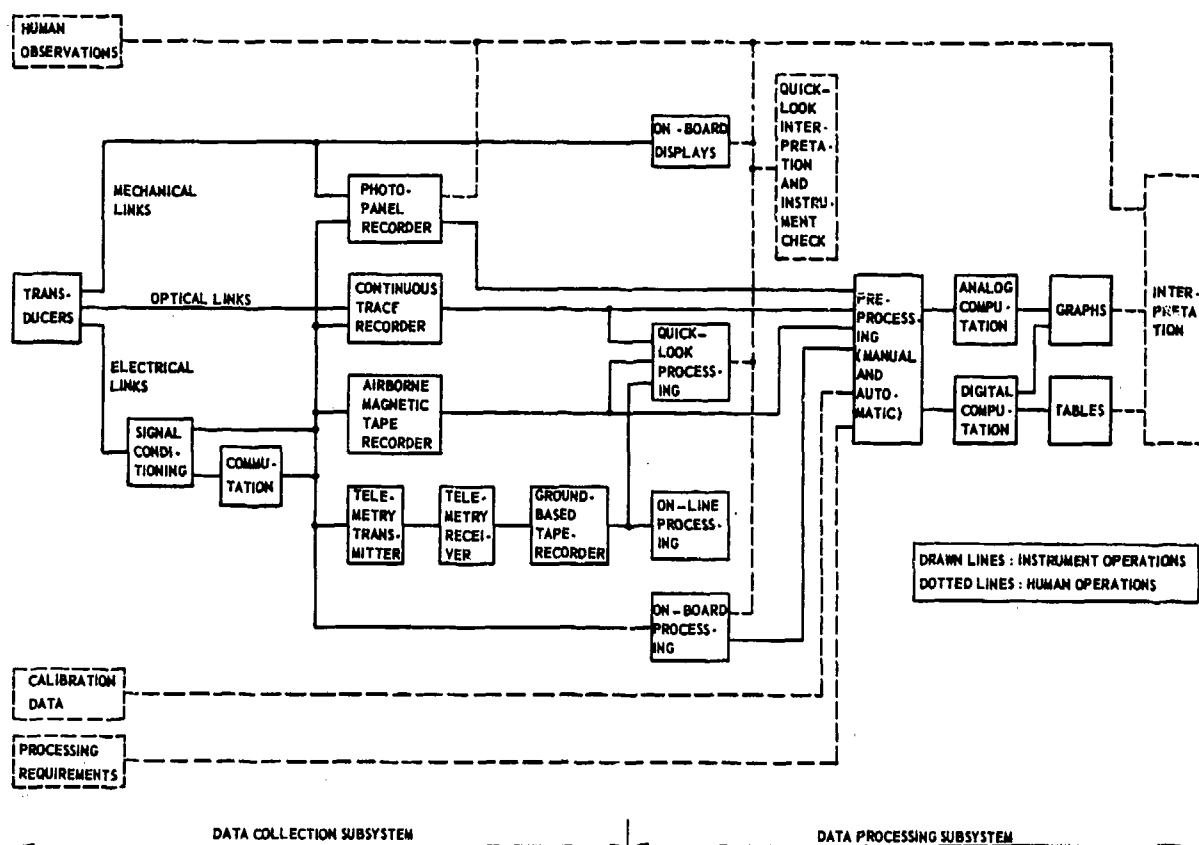 HUMAN
OBSERVATIONS
QUICK-
LOOK
INTER-
PRETA-
TION
AND
INSTRU-
MENT
CHECK
ON-BOARD
DISPLAYS
MECHANICAL
LINKS
PHOTO-
PANEL
RECORDER
TRANS-
DUCERS
OPTICAL LINKS
CONTINUOUS
TRACE
RECORDER
QUICK-
LOOK
PROCESS-
ING
PRE-
PROCESS-
ING
(MANUAL
AND
AUTO-
MATIC)
ANALOG
COMPU-
TATION
GRAPHS
INTER-
PRETA
TION
ELECTRICAL
LINKS
AIRBORNE
MAGNETIC
TAPE
RECORDER
DIGITAL
COMPU-
TATION
TABLES
SIGNAL
CONDI-
TIONING
COMMU-
TATION
TELE-
METRY
TRANS-
MITTER
TELE-
METRY
RECEI-
VER
GROUND-
BASED
TAPE-
RECORDER
ON-LINE
PROCESS-
ING
DRAWN LINES : INSTRUMENT OPERATIONS
DOTTED LINES : HUMAN OPERATIONS
ON-BOARD
PROCESS-
ING
CALIBRATION
DATA
PROCESSING
REQUIREMENTS
DATA COLLECTION SUBSYSTEM
DATA PROCESSING SUBSYSTEM